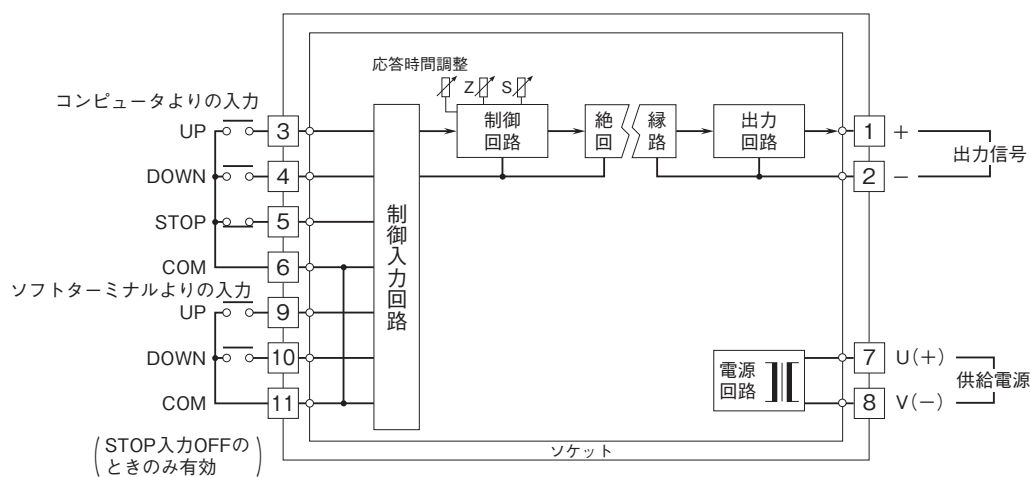 応答時間調整
Z
S
コンピュータよりの入力
UP
3
DOWN
4
STOP
5
COM
6
ソフトターミナルよりの入力
UP
9
DOWN
10
COM
11
(STOP入力OFFの
ときのみ有効)
制御入力回路
制御
回路
絶縁
回路
出力
回路
1
+
2
−
出力信号
電源
回路
7
U(+)
8
V(−)
供給電源
ソケット